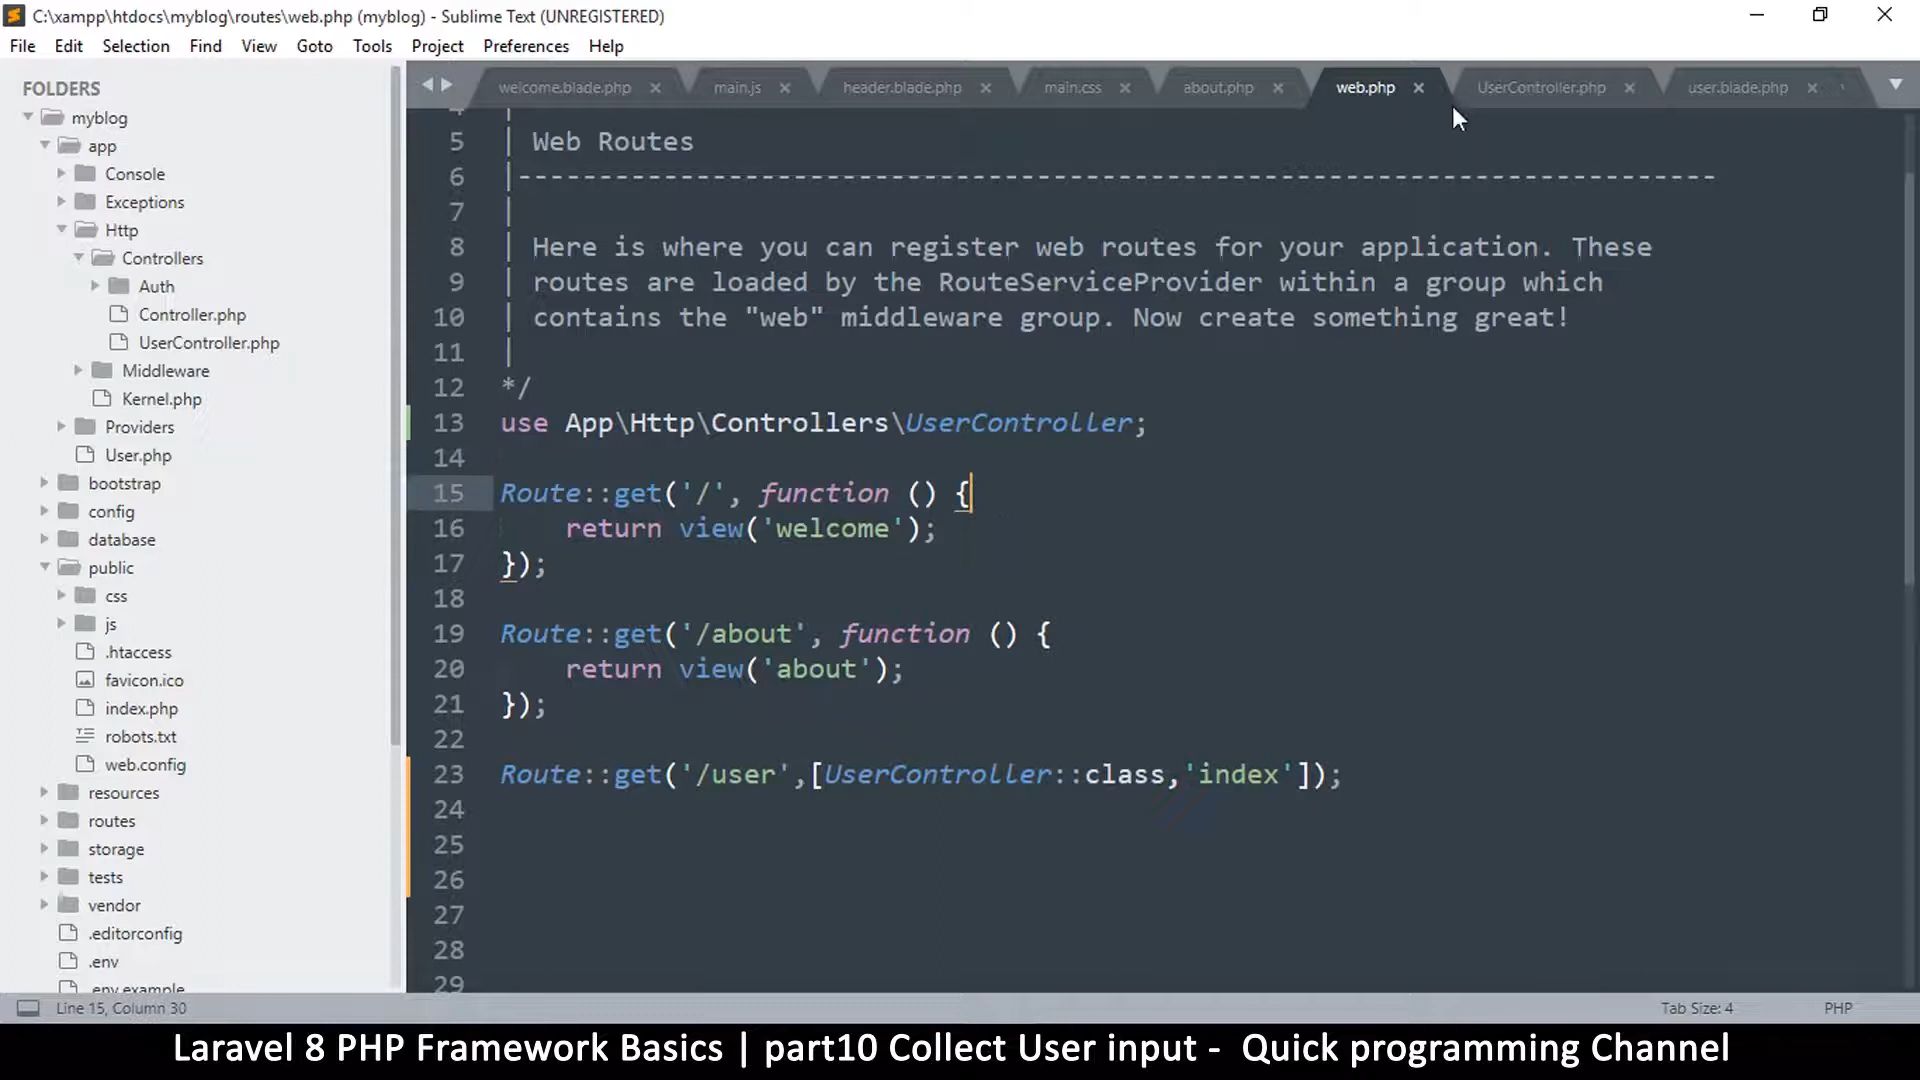 C:\xampp\htdocs\myblog\routes\web.php (myblog) - Sublime Text (UNREGISTERED)
File Edit Selection Find View Goto Tools Project Preferences Help
FOLDERS
myblog
app
Console
Exceptions
Http
Controllers
Auth
Controller.php
UserController.php
Middleware
Kernel.php
Providers
User.php
bootstrap
config
database
public
css
js
.htaccess
favicon.ico
index.php
robots.txt
web.config
resources
routes
storage
tests
vendor
.editorconfig
.env
.env.example
welcome.blade.php main.js header.blade.php main.css about.php web.php UserController.php user.blade.php
4 |
5 | Web Routes
6 |--------------------------------------------------------------------------
7 |
8 | Here is where you can register web routes for your application. These
9 | routes are loaded by the RouteServiceProvider within a group which
10 | contains the "web" middleware group. Now create something great!
11 |
12 */
13 use App\Http\Controllers\UserController;
14
15 Route::get('/', function () {
16     return view('welcome');
17 });
18
19 Route::get('/about', function () {
20     return view('about');
21 });
22
23 Route::get('/user',[UserController::class,'index']);
24
25
26
27
28
29
Line 15, Column 30 Tab Size: 4 PHP
Laravel 8 PHP Framework Basics | part10 Collect User input - Quick programming Channel